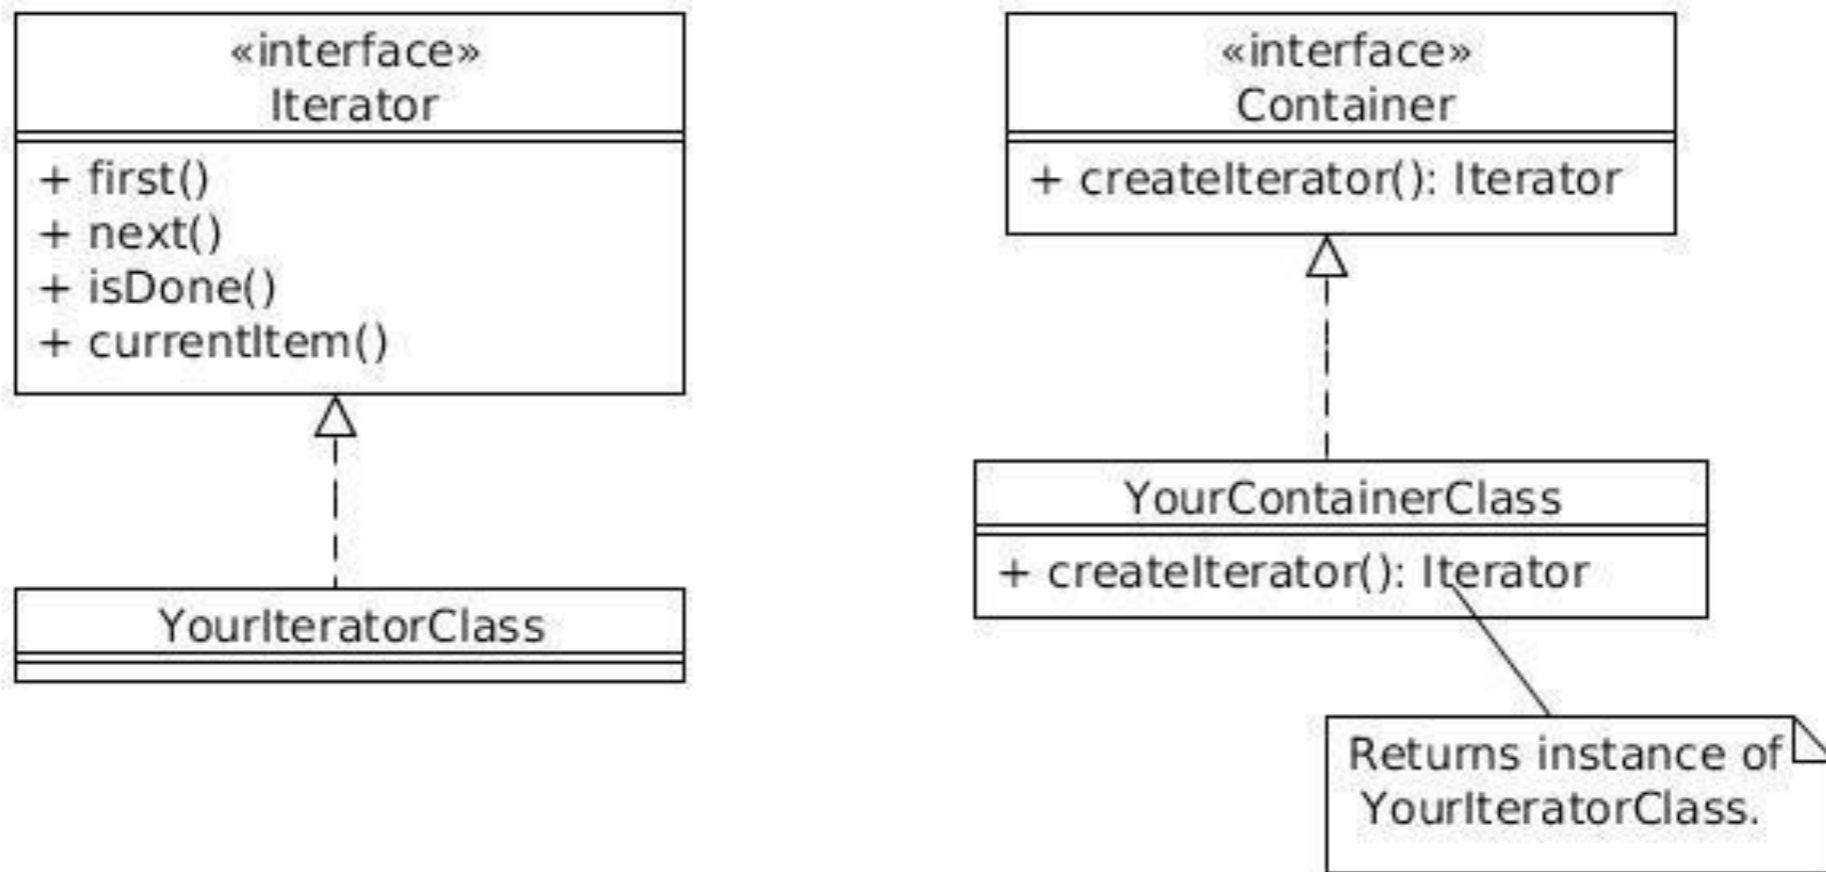 «interface»
Iterator
+ first()
+ next()
+ isDone()
+ currentItem()
YourIteratorClass
«interface»
Container
+ createIterator(): Iterator
YourContainerClass
+ createIterator(): Iterator
Returns instance of
YourIteratorClass.